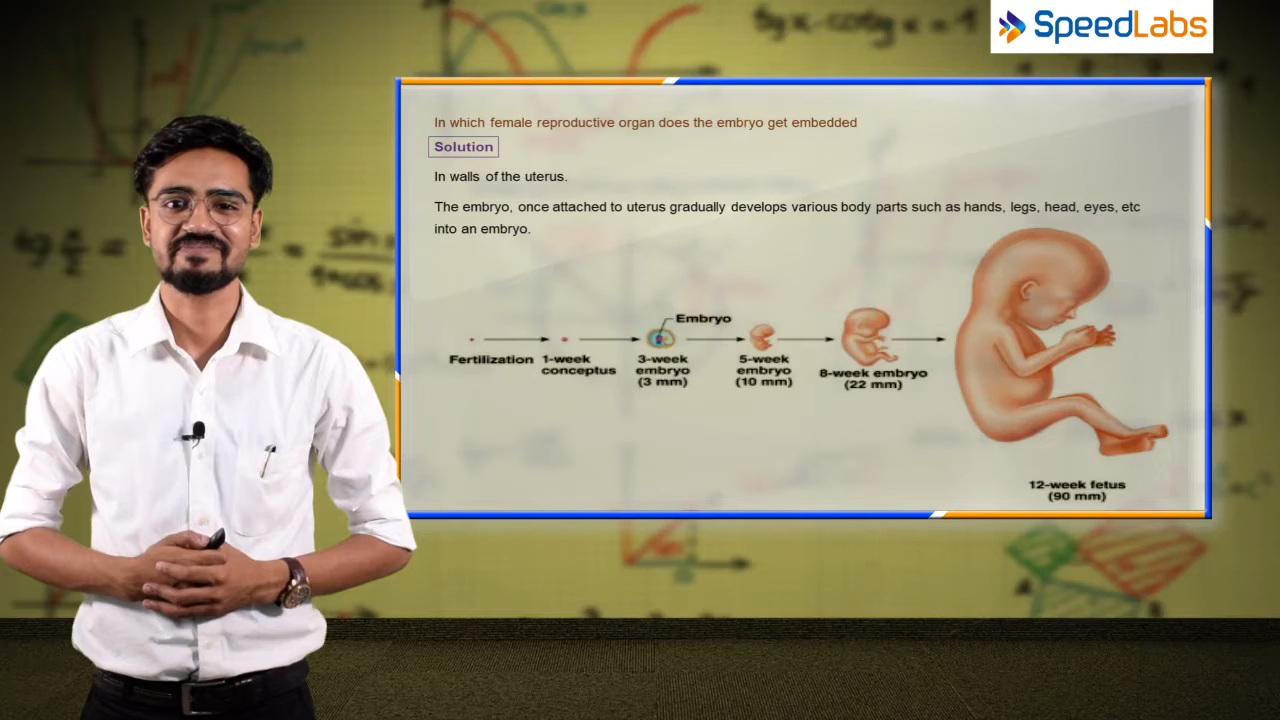 SpeedLabs
tgx·cotgx=1
In which female reproductive organ does the embryo get embedded
Solution
In walls of the uterus.
The embryo, once attached to uterus gradually develops various body parts such as hands, legs, head, eyes, etc
into an embryo.
Embryo
Fertilization
1-week
conceptus
3-week
embryo
(3 mm)
5-week
embryo
(10 mm)
8-week embryo
(22 mm)
12-week fetus
(90 mm)